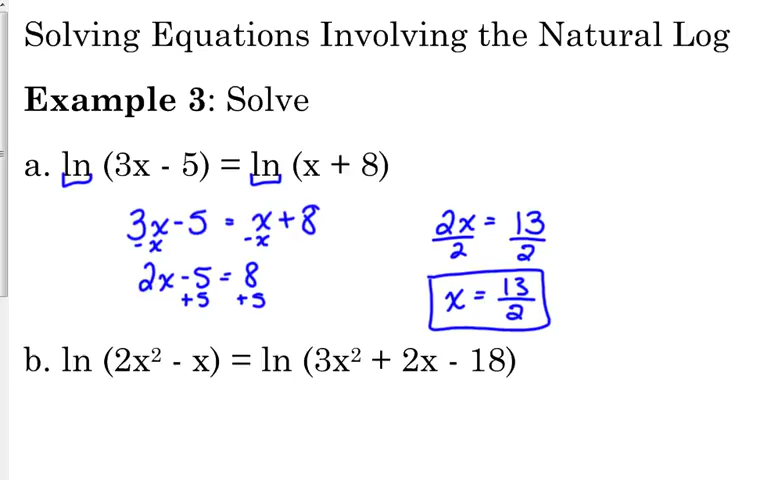 Solving Equations Involving the Natural Log
Example 3: Solve
a. ln (3x - 5) = ln (x + 8)
3x - 5 = x + 8
-x -x
2x - 5 = 8
+5 +5
2x = 13
2 2
x = 13/2
b. ln (2x² - x) = ln (3x² + 2x - 18)